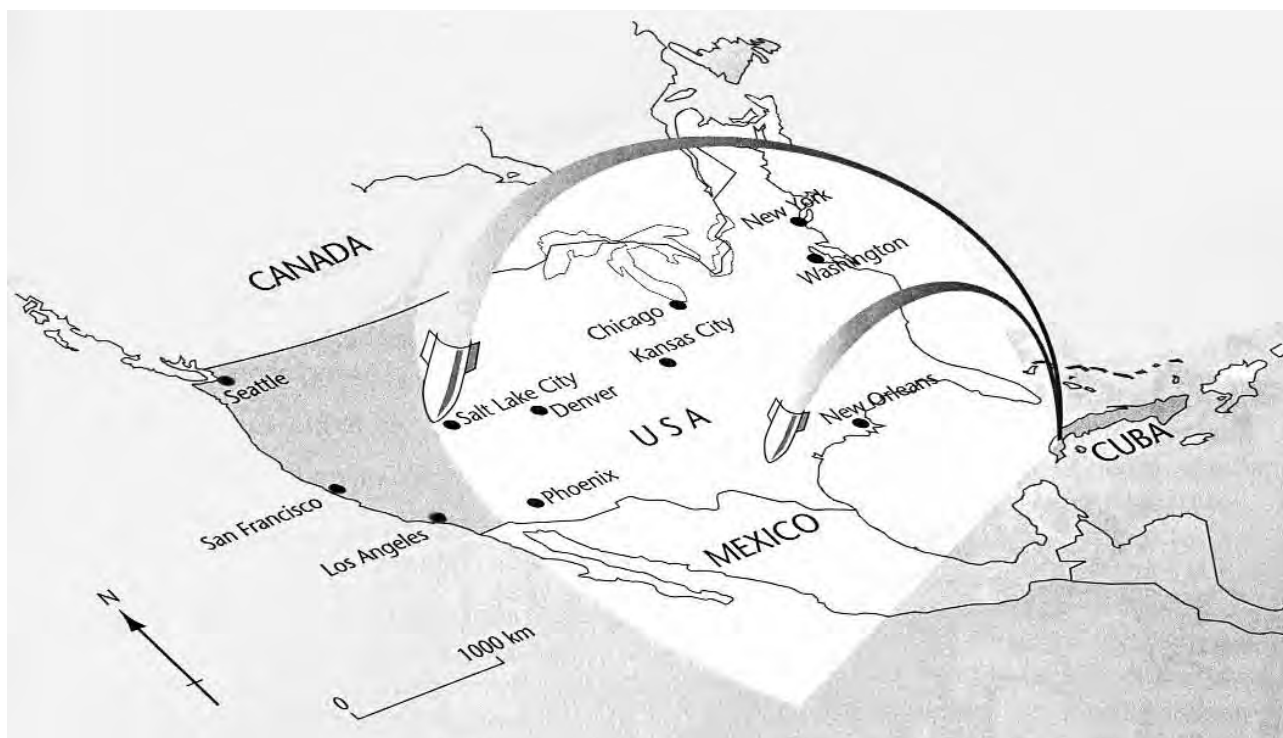 New York
Washington
CANADA
Chicago
Kansas City
Seattle
Salt Lake City
Denver
New Orleans
USA
CUBA
Phoenix
San Francisco
Los Angeles
MEXICO
N
1000 km
0